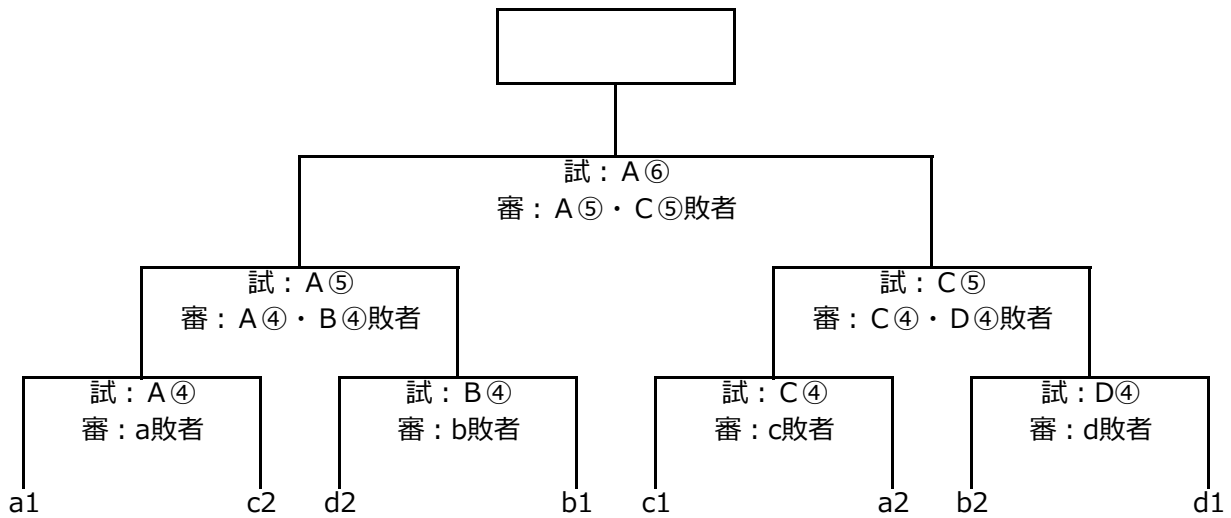 試：Ａ⑥
審：Ａ⑤・Ｃ⑤敗者
試：Ａ⑤
審：Ａ④・Ｂ④敗者
試：Ｃ⑤
審：Ｃ④・Ｄ④敗者
試：Ａ④
審：a敗者
試：Ｂ④
審：b敗者
試：Ｃ④
審：c敗者
試：D④
審：d敗者
a1
c2
d2
b1
c1
a2
b2
d1